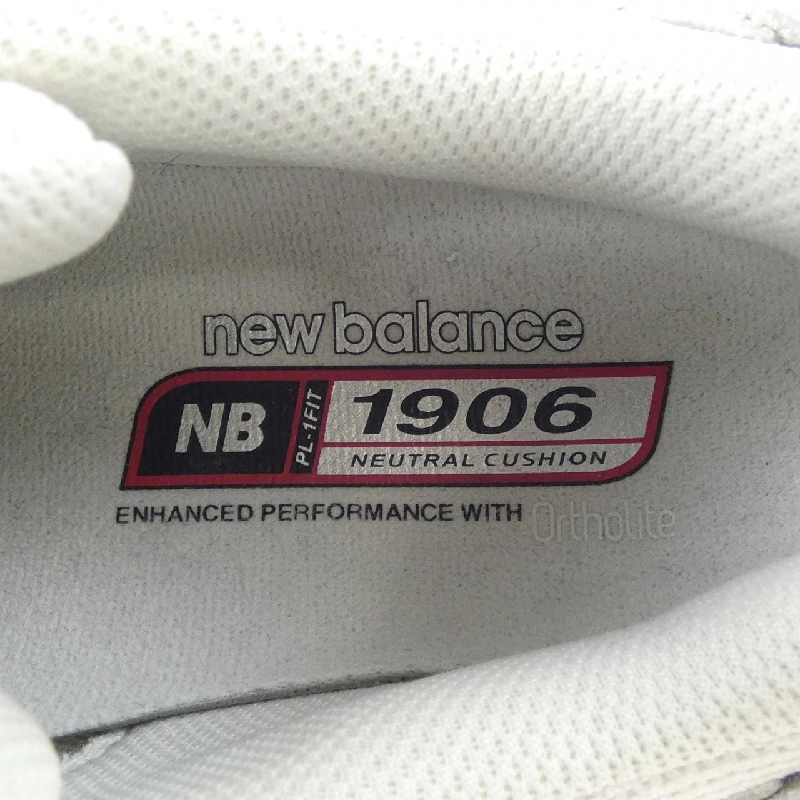 new balance
NB PL-1FIT 1906
NEUTRAL CUSHION
ENHANCED PERFORMANCE WITH Ortholite